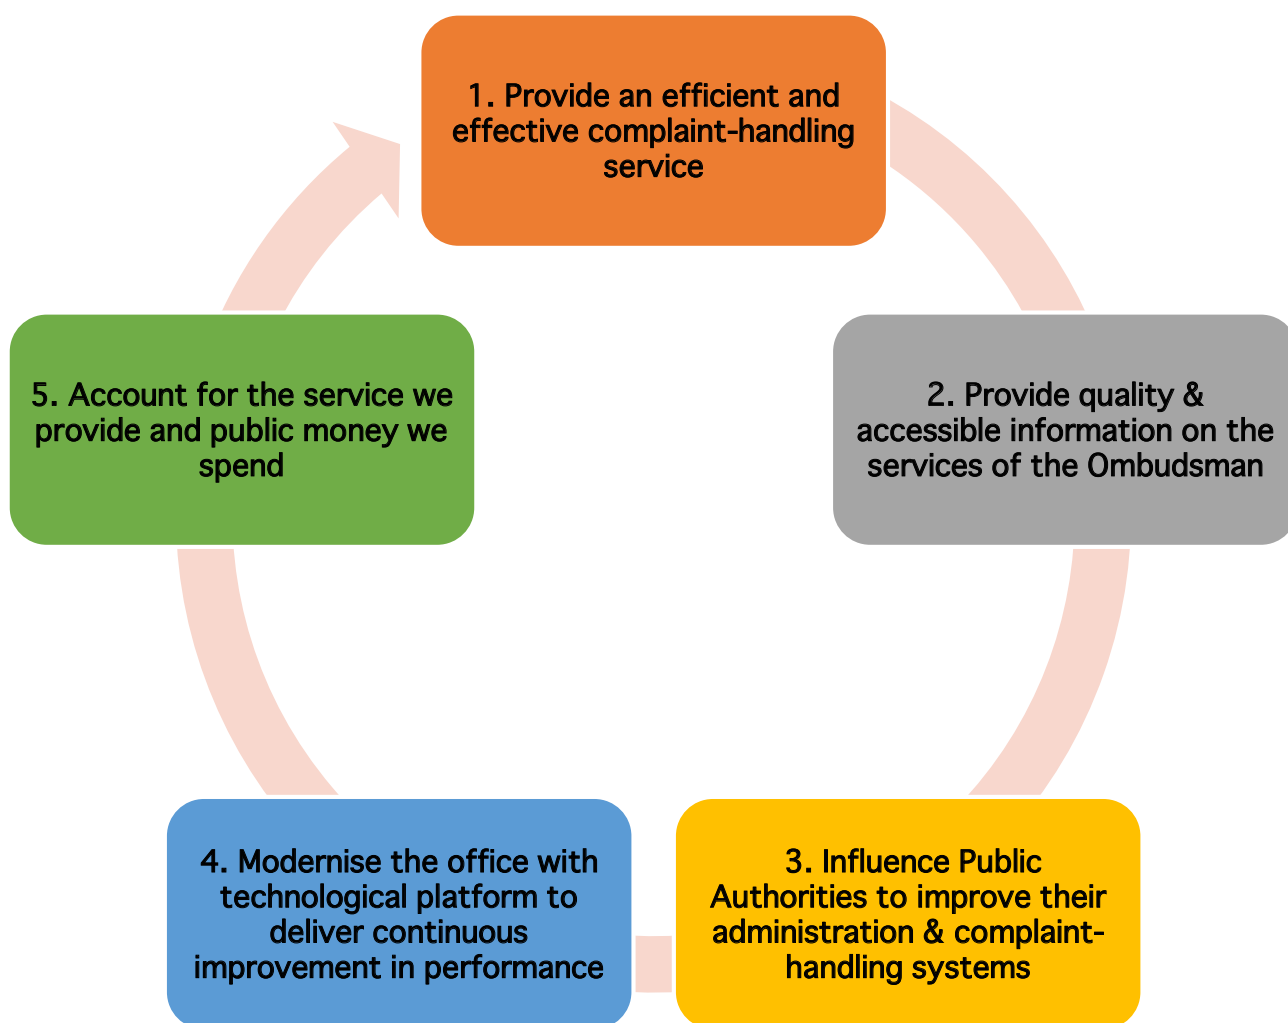 1. Provide an efficient and
effective complaint-handling
service
2. Provide quality &
accessible information on the
services of the Ombudsman
3. Influence Public
Authorities to improve their
administration & complaint-
handling systems
4. Modernise the office with
technological platform to
deliver continuous
improvement in performance
5. Account for the service we
provide and public money we
spend